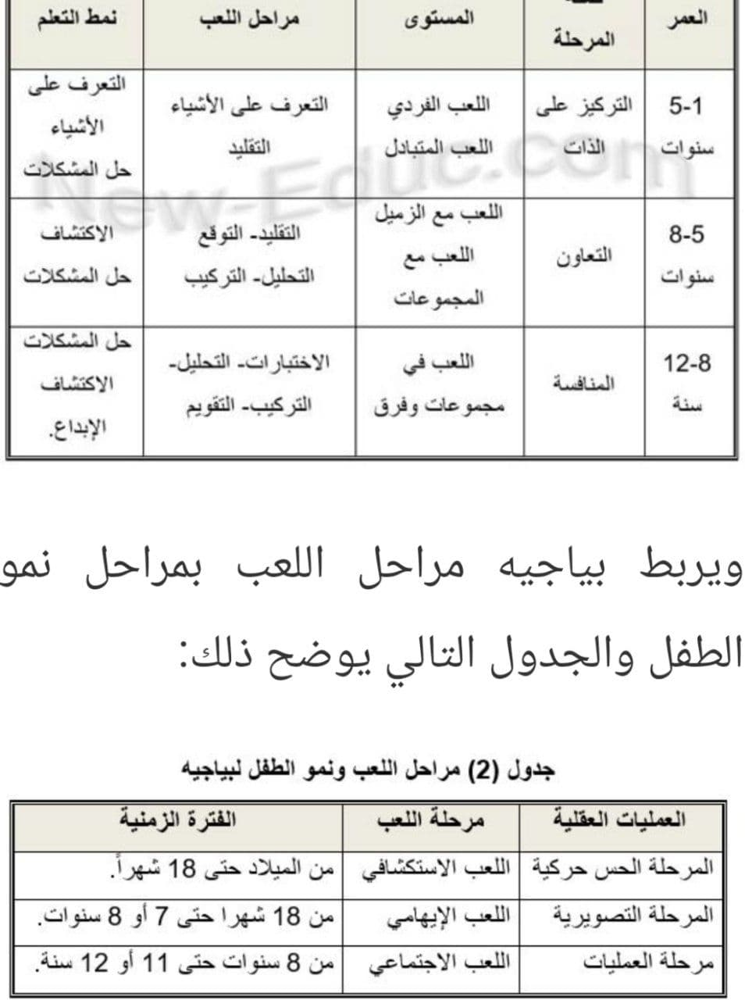 العمر المرحلة المستوى مراحل اللعب نمط التعلم
5-1 سنوات التركيز على الذات اللعب الفردي اللعب المتبادل التعرف على الأشياء التقليد التعرف على الأشياء حل المشكلات
8-5 سنوات التعاون اللعب مع الزميل اللعب مع المجموعات التقليد- التوقع التحليل- التركيب الاكتشاف حل المشكلات
12-8 سنة المنافسة اللعب في مجموعات وفرق الاختبارات- التحليل- التركيب- التقويم حل المشكلات الاكتشاف الإبداع.
New-Educ.com
ويربط بياجيه مراحل اللعب بمراحل نمو
الطفل والجدول التالي يوضح ذلك:
جدول (2) مراحل اللعب ونمو الطفل لبياجيه
العمليات العقلية مرحلة اللعب الفترة الزمنية
المرحلة الحس حركية اللعب الاستكشافي من الميلاد حتى 18 شهراً.
المرحلة التصويرية اللعب الإيهامي من 18 شهرا حتى 7 أو 8 سنوات.
مرحلة العمليات اللعب الاجتماعي من 8 سنوات حتى 11 أو 12 سنة.